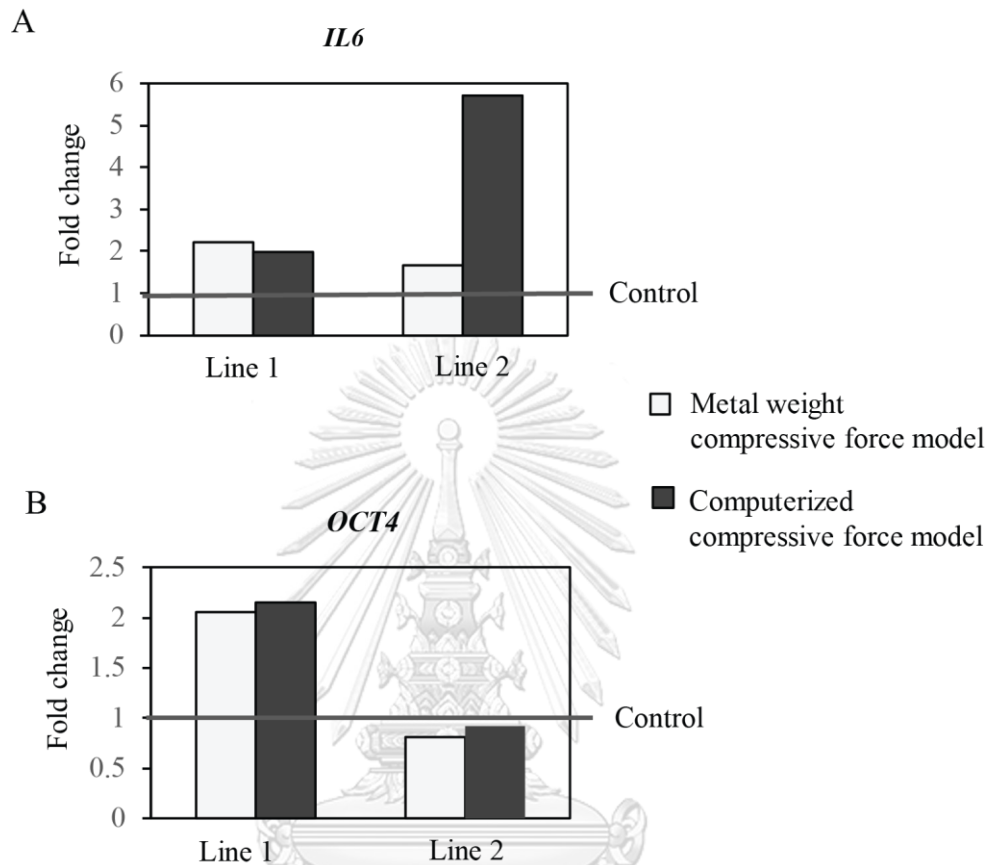 A
IL6
Fold change
6
5
4
3
2
1
0
Control
Line 1
Line 2
Metal weight
compressive force model
Computerized
compressive force model
B
OCT4
Fold change
2.5
2
1.5
1
0.5
0
Control
Line 1
Line 2